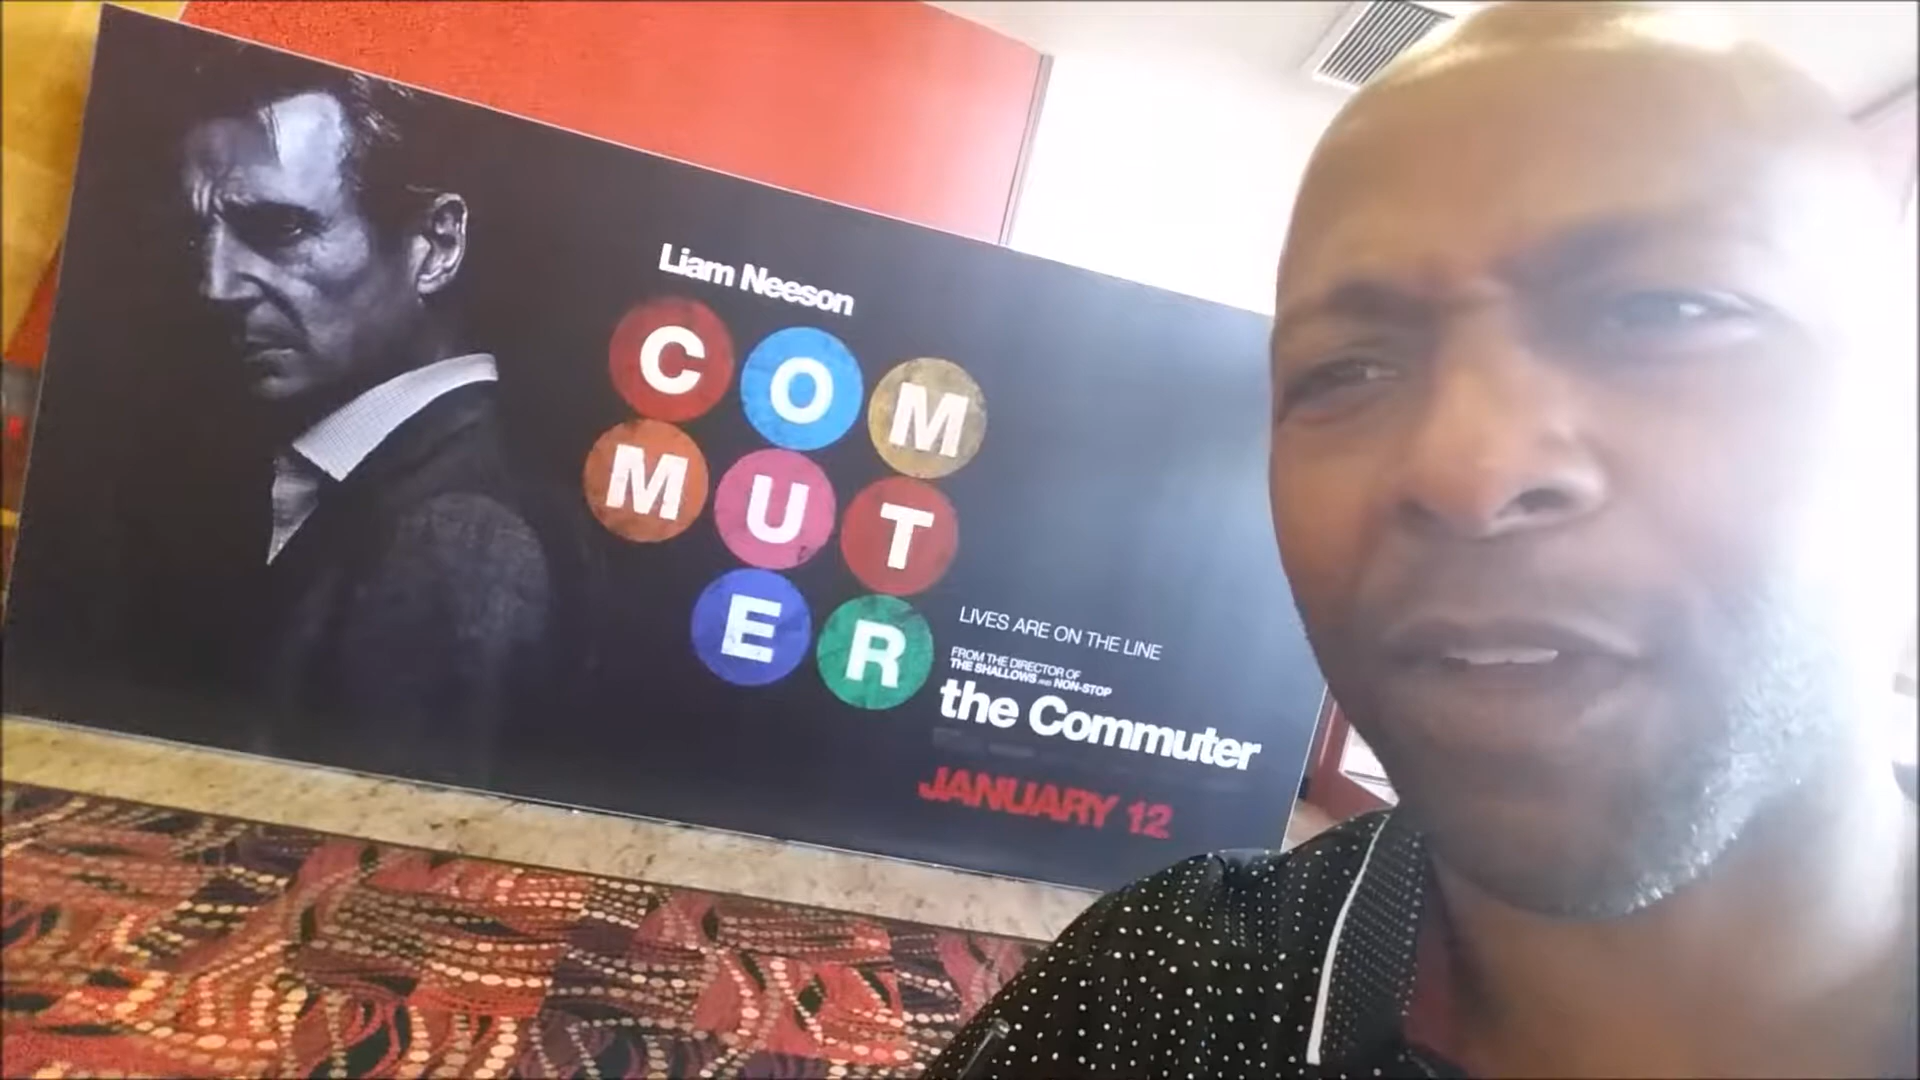 Liam Neeson
COM
MUT
ER
LIVES ARE ON THE LINE
FROM THE DIRECTOR OF
THE SHALLOWS AND NON-STOP
the Commuter
JANUARY 12